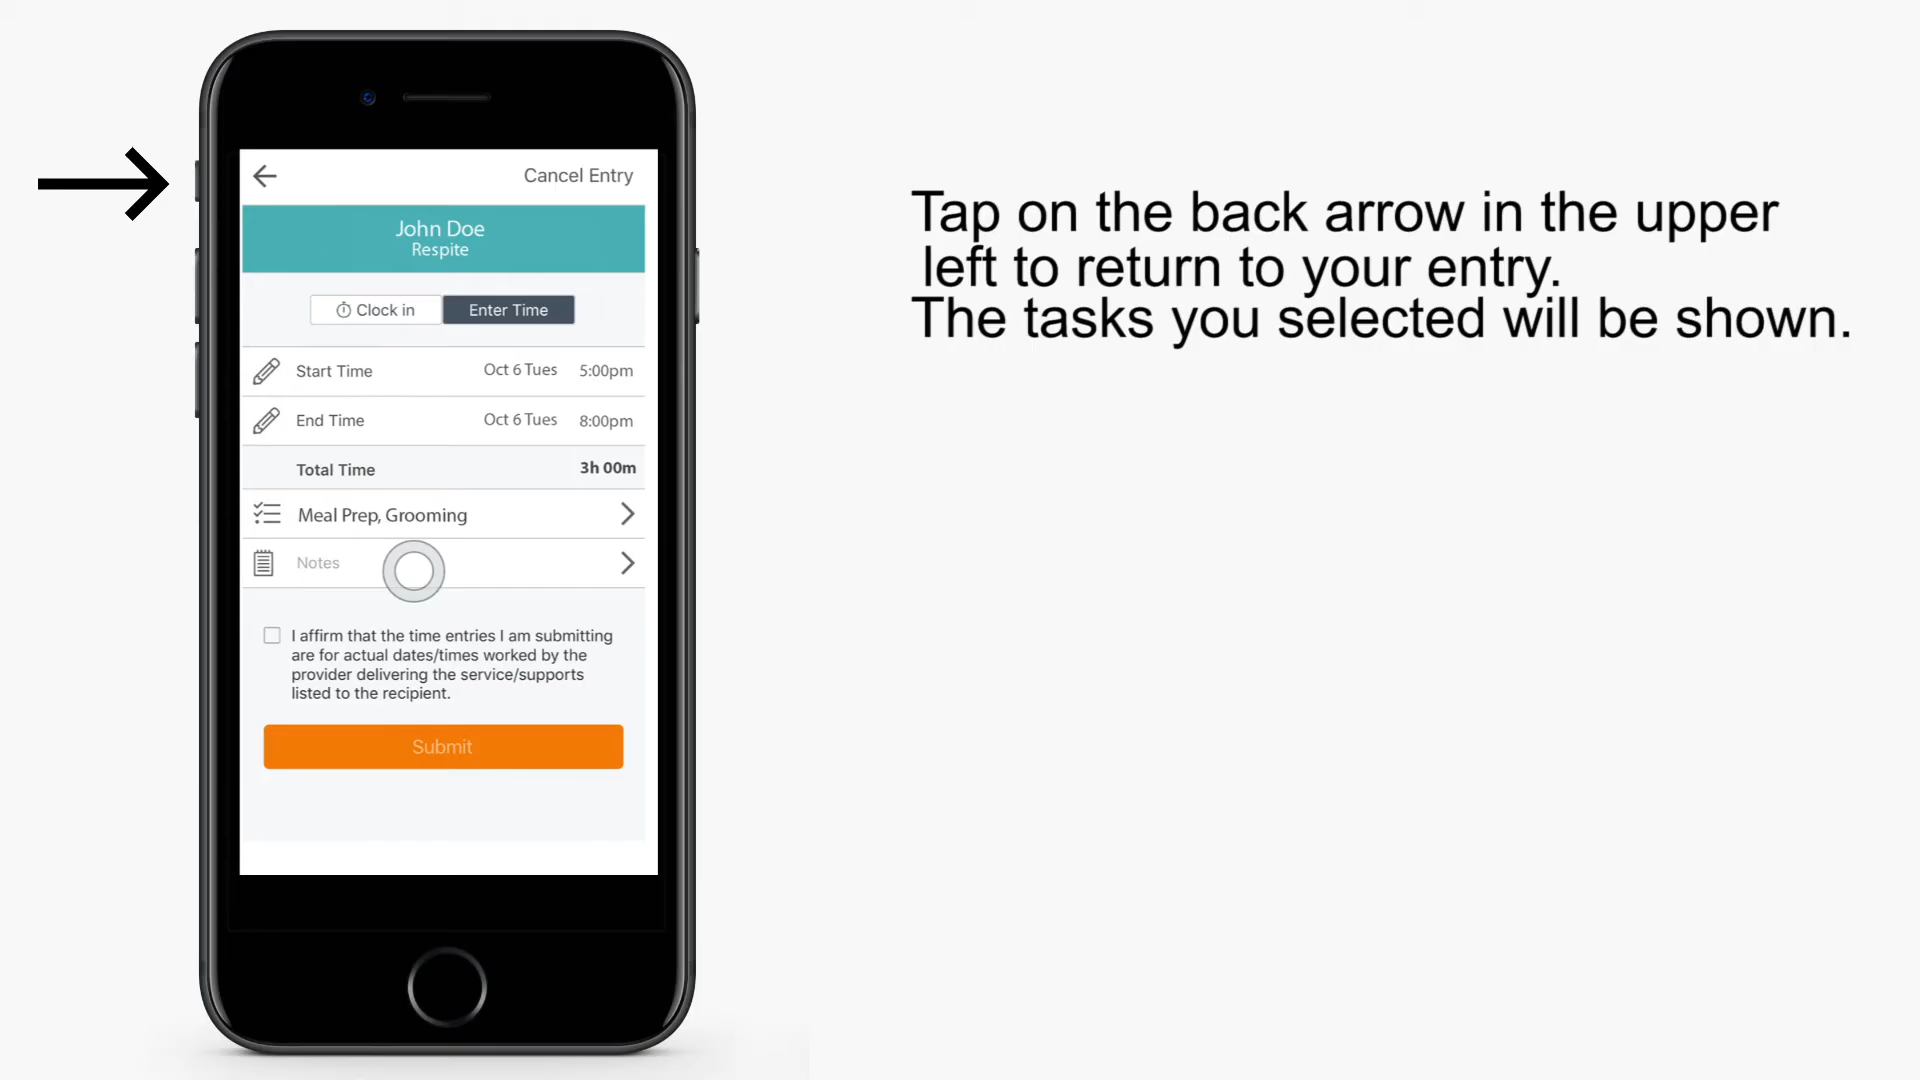 Cancel Entry
John Doe
Respite
Clock in
Enter Time
Start Time Oct 6 Tues 5:00pm
End Time Oct 6 Tues 8:00pm
Total Time 3h 00m
Meal Prep, Grooming
Notes
I affirm that the time entries I am submitting
are for actual dates/times worked by the
provider delivering the service/supports
listed to the recipient.
Submit
Tap on the back arrow in the upper
left to return to your entry.
The tasks you selected will be shown.